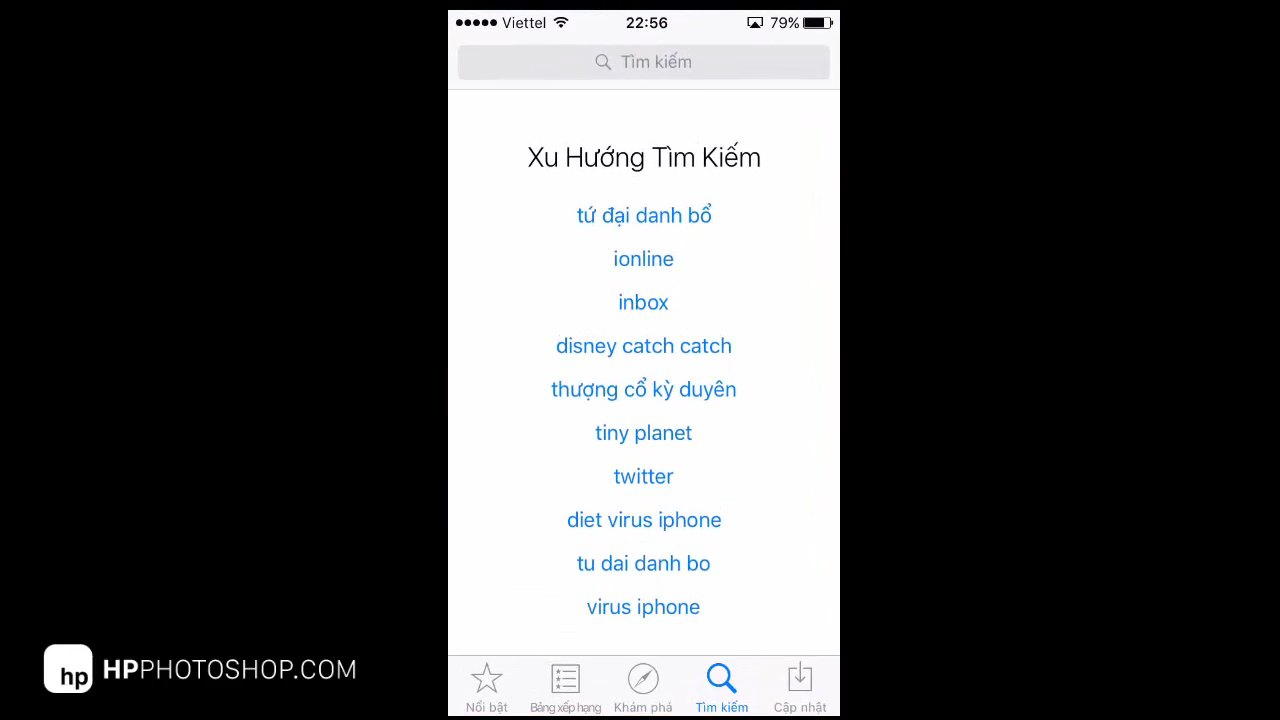 Viettel 22:56 79%
Tìm kiếm
Xu Hướng Tìm Kiếm
tứ đại danh bổ
ionline
inbox
disney catch catch
thượng cổ kỳ duyên
tiny planet
twitter
diet virus iphone
tu dai danh bo
virus iphone
Nổi bật Bảng xếp hạng Khám phá Tìm kiếm Cập nhật
hp HPPHOTOSHOP.COM